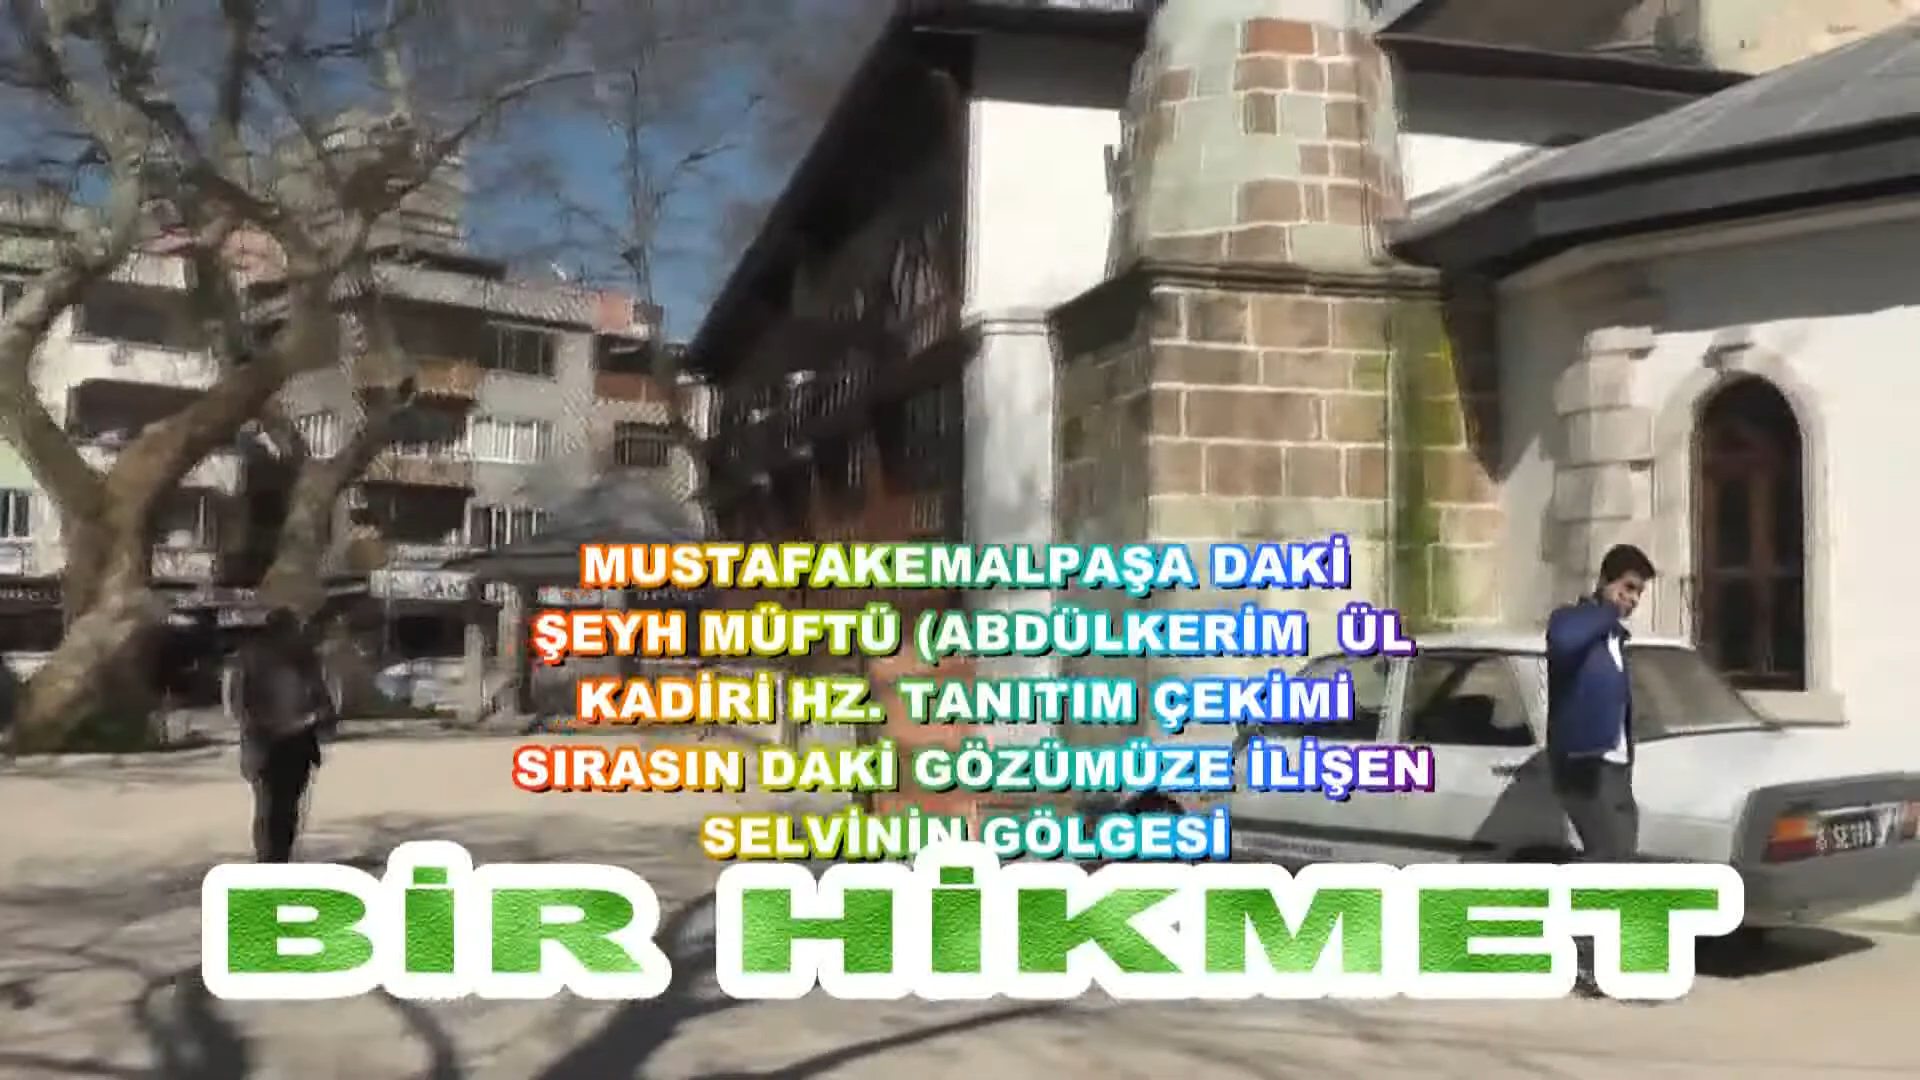 MUSTAFAKEMALPAŞA DAKİ
ŞEYH MÜFTÜ (ABDÜLKERİM ÜL
KADİRİ HZ. TANITIM ÇEKİMİ
SIRASIN DAKİ GÖZÜMÜZE İLİŞEN
SELVİNİN GÖLGESİ
BİR HİKMET